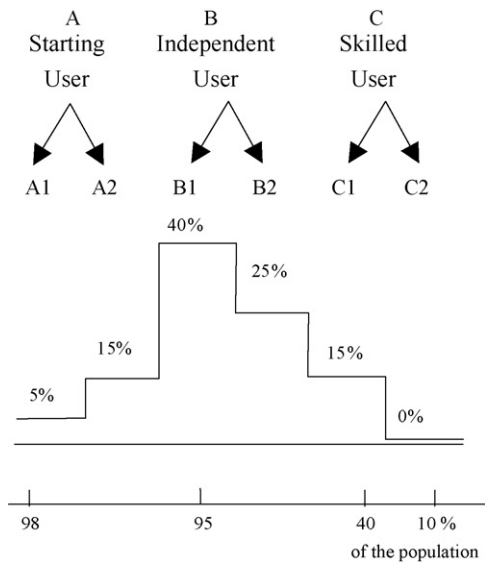 A B C
Starting Independent Skilled
User User User
A1 A2 B1 B2 C1 C2
40%
25%
15% 15%
5%
0%
98 95 40 10 %
of the population